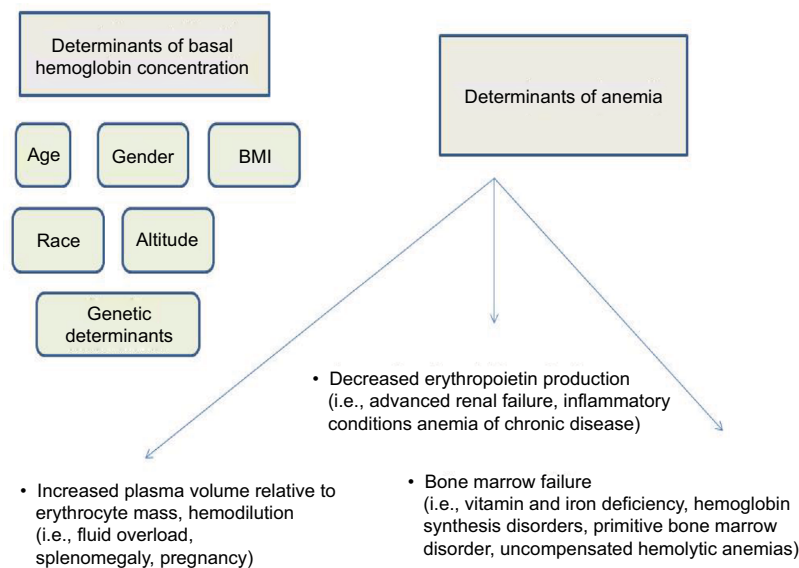 Determinants of basal
hemoglobin concentration
Determinants of anemia
Age
Gender
BMI
Race
Altitude
Genetic
determinants
• Decreased erythropoietin production
(i.e., advanced renal failure, inflammatory
conditions anemia of chronic disease)
• Increased plasma volume relative to
erythrocyte mass, hemodilution
(i.e., fluid overload,
splenomegaly, pregnancy)
• Bone marrow failure
(i.e., vitamin and iron deficiency, hemoglobin
synthesis disorders, primitive bone marrow
disorder, uncompensated hemolytic anemias)